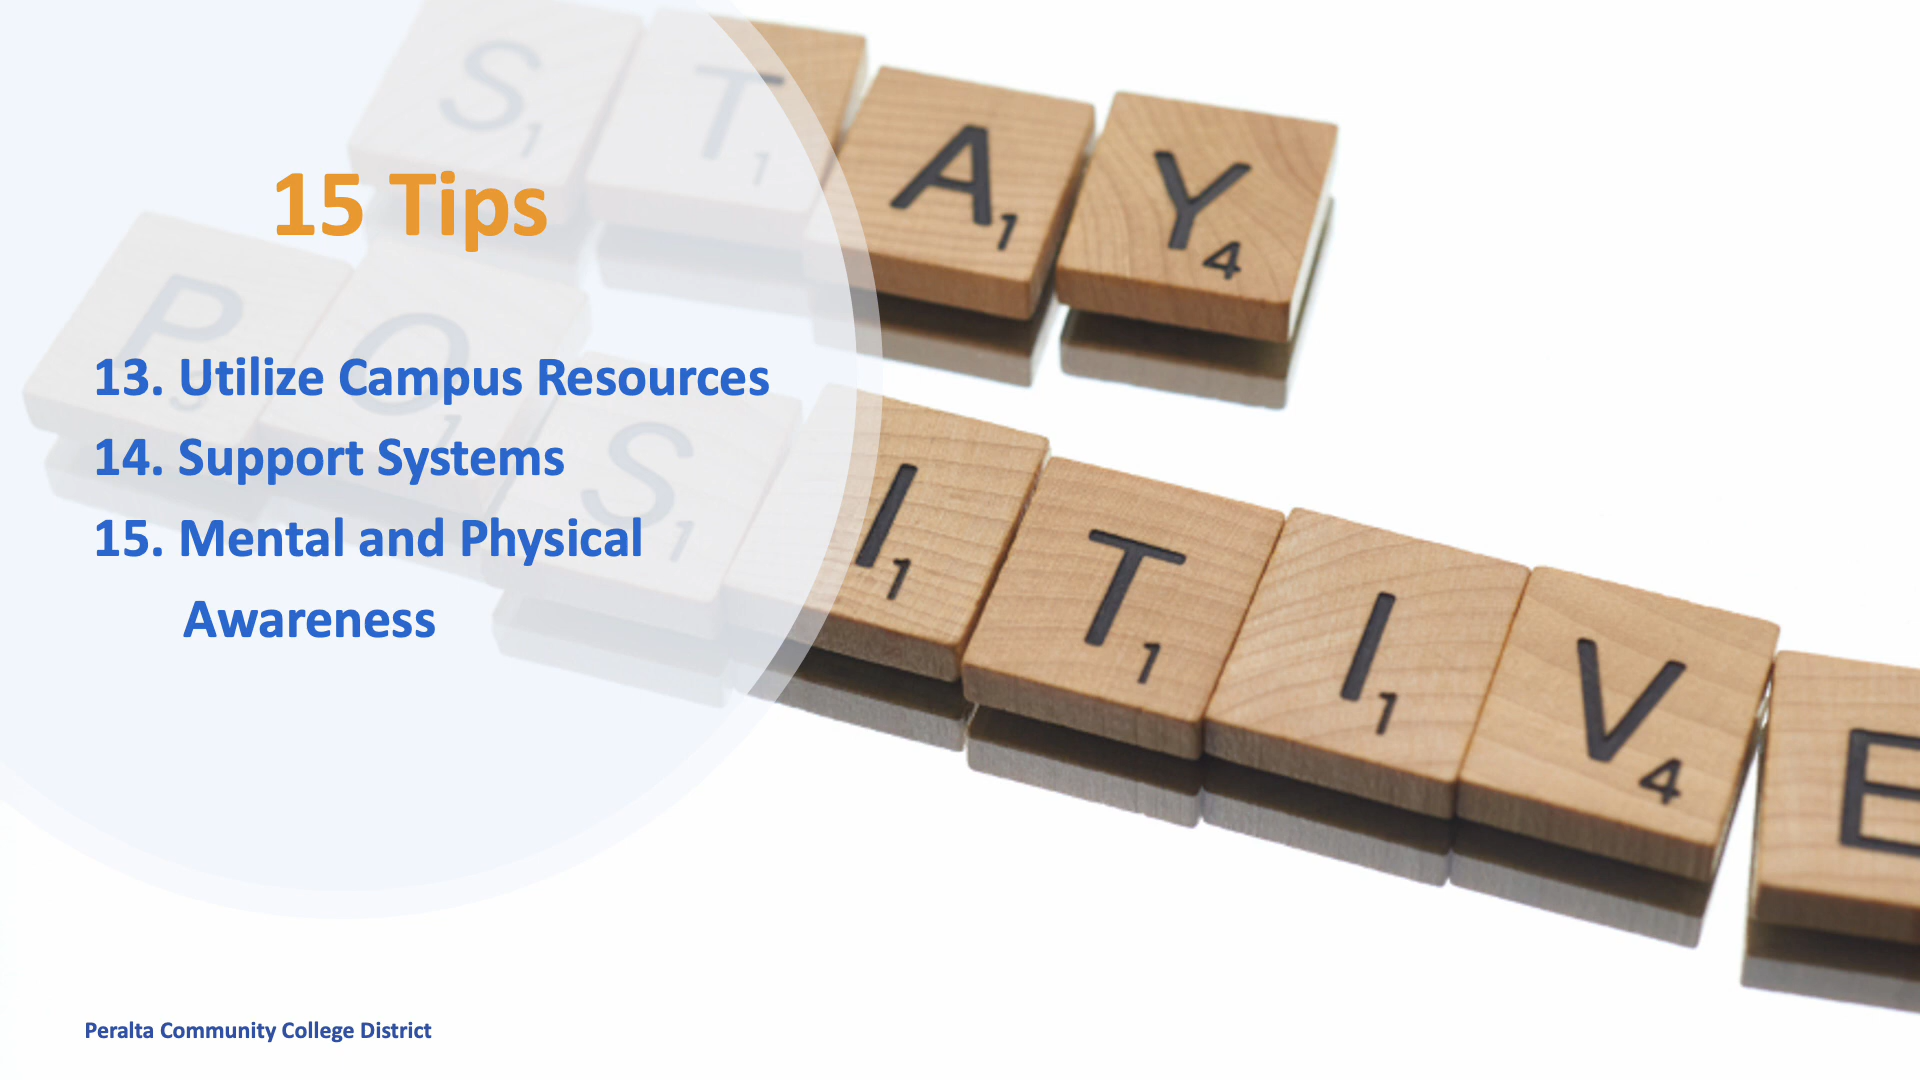 STAY
15 Tips
POSITIVE
13. Utilize Campus Resources
14. Support Systems
15. Mental and Physical
Awareness
Peralta Community College District